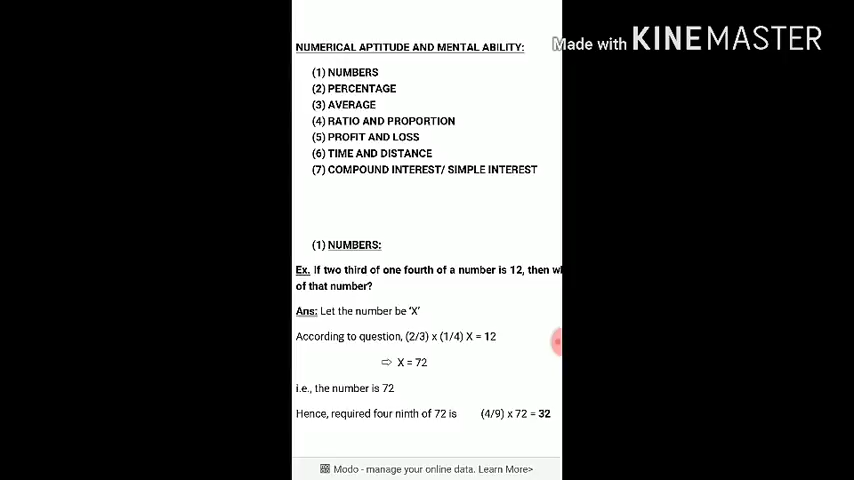 NUMERICAL APTITUDE AND MENTAL ABILITY:
Made with KINEMASTER
(1) NUMBERS
(2) PERCENTAGE
(3) AVERAGE
(4) RATIO AND PROPORTION
(5) PROFIT AND LOSS
(6) TIME AND DISTANCE
(7) COMPOUND INTEREST/ SIMPLE INTEREST
(1) NUMBERS:
Ex. If two third of one fourth of a number is 12, then
of that number?
Ans: Let the number be ‘X’
According to question, (2/3) x (1/4) X = 12
⇨ X = 72
i.e., the number is 72
Hence, required four ninth of 72 is (4/9) x 72 = 32
Modo - manage your online data. Learn More>